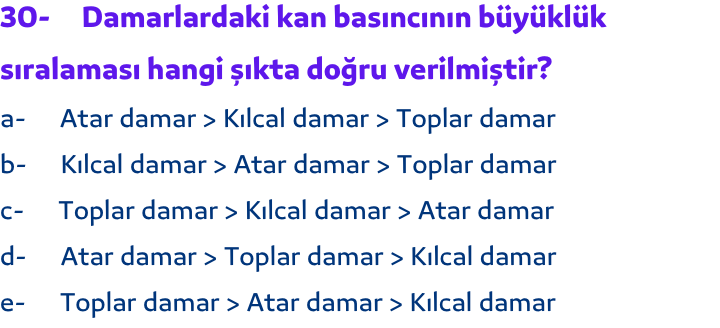 30- Damarlardaki kan basıncının büyüklük
sıralaması hangi şıkta doğru verilmiştir?
a- Atar damar > Kılcal damar > Toplar damar
b- Kılcal damar > Atar damar > Toplar damar
c- Toplar damar > Kılcal damar > Atar damar
d- Atar damar > Toplar damar > Kılcal damar
e- Toplar damar > Atar damar > Kılcal damar